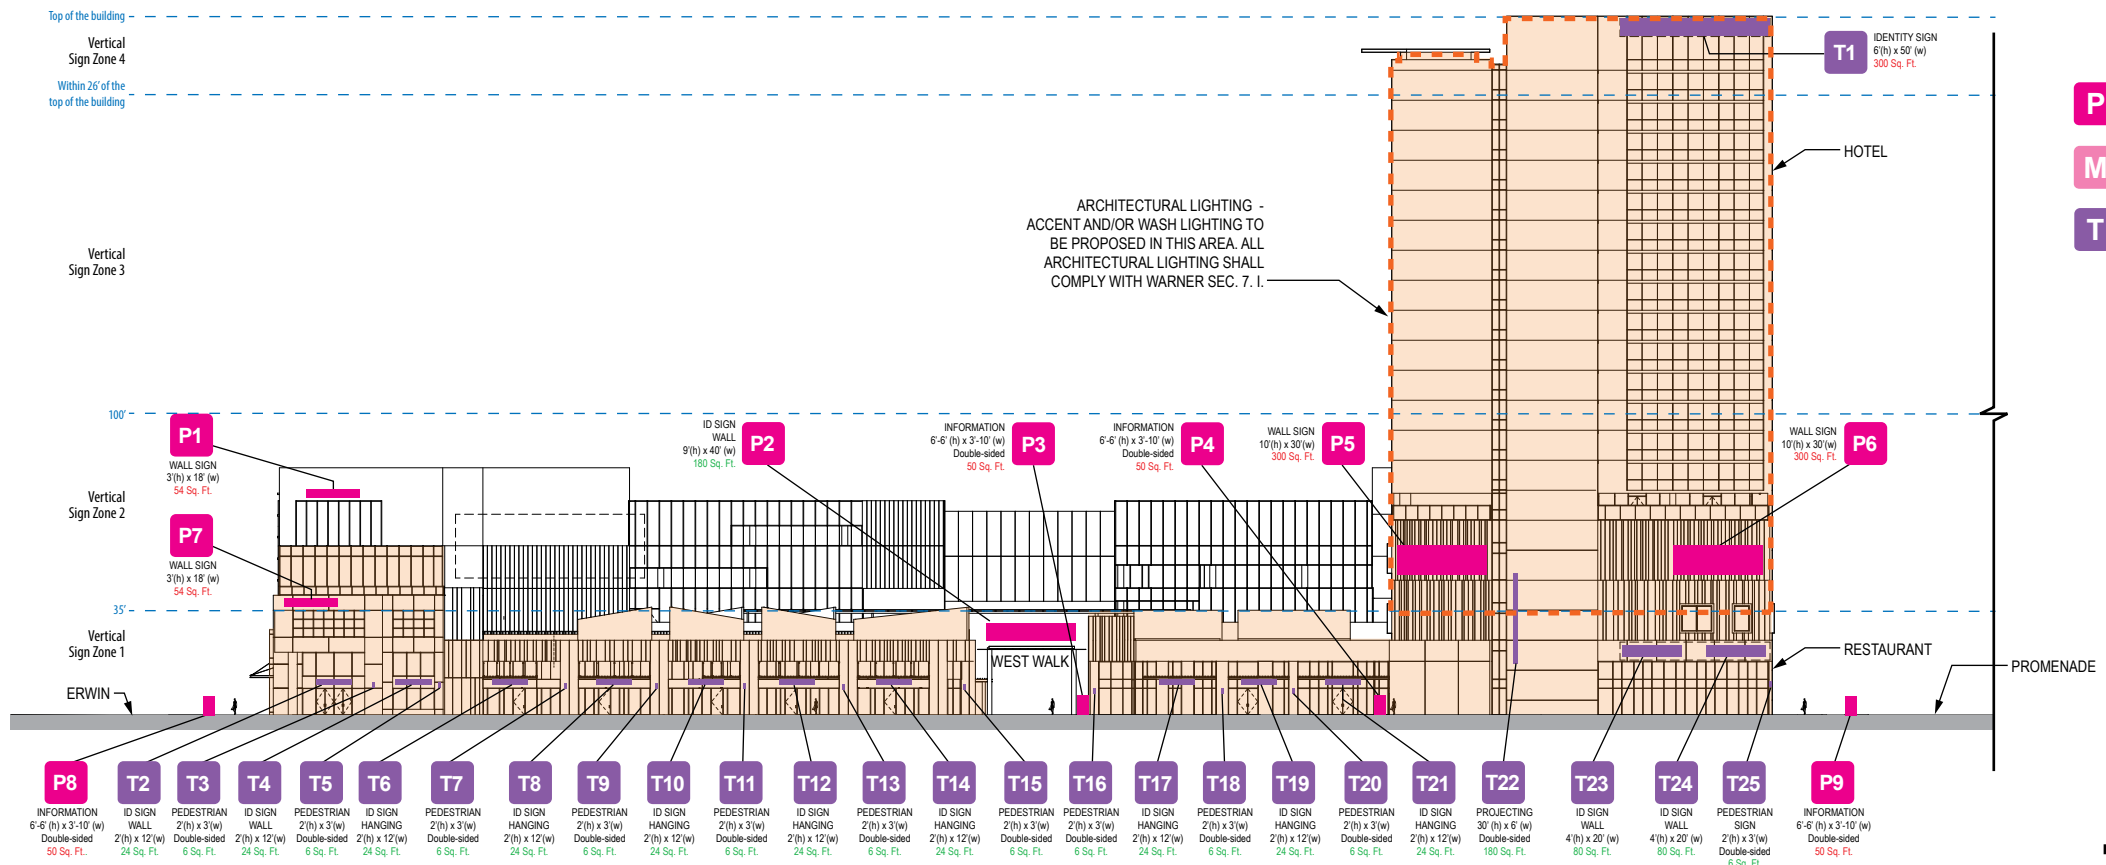 Top of the building
Vertical
Sign Zone 4
Within 26' of the
top of the building
T1
IDENTITY SIGN
6'(h) x 50' (w)
300 Sq. Ft.
P
M
T
HOTEL
ARCHITECTURAL LIGHTING -
ACCENT AND/OR WASH LIGHTING TO
BE PROPOSED IN THIS AREA. ALL
ARCHITECTURAL LIGHTING SHALL
COMPLY WITH WARNER SEC. 7. I.
Vertical
Sign Zone 3
100'
P1
WALL SIGN
3'(h) x 18' (w)
54 Sq. Ft.
ID SIGN
WALL
9'(h) x 40' (w)
180 Sq. Ft.
P2
INFORMATION
6'-6' (h) x 3'-10' (w)
Double-sided
50 Sq. Ft.
P3
INFORMATION
6'-6' (h) x 3'-10' (w)
Double-sided
50 Sq. Ft.
P4
WALL SIGN
10'(h) x 30'(w)
300 Sq. Ft.
P5
WALL SIGN
10'(h) x 30'(w)
300 Sq. Ft.
P6
Vertical
Sign Zone 2
P7
WALL SIGN
3'(h) x 18' (w)
54 Sq. Ft.
35'
Vertical
Sign Zone 1
WEST WALK
RESTAURANT
PROMENADE
ERWIN
P8
INFORMATION
6'-6' (h) x 3'-10' (w)
Double-sided
50 Sq. Ft..
T2
ID SIGN
WALL
2'(h) x 12'(w)
24 Sq. Ft.
T3
PEDESTRIAN
2'(h) x 3'(w)
Double-sided
6 Sq. Ft.
T4
ID SIGN
WALL
2'(h) x 12'(w)
24 Sq. Ft.
T5
PEDESTRIAN
2'(h) x 3'(w)
Double-sided
6 Sq. Ft.
T6
ID SIGN
HANGING
2'(h) x 12'(w)
24 Sq. Ft.
T7
PEDESTRIAN
2'(h) x 3'(w)
Double-sided
6 Sq. Ft.
T8
ID SIGN
HANGING
2'(h) x 12'(w)
24 Sq. Ft.
T9
PEDESTRIAN
2'(h) x 3'(w)
Double-sided
6 Sq. Ft.
T10
ID SIGN
HANGING
2'(h) x 12'(w)
24 Sq. Ft.
T11
PEDESTRIAN
2'(h) x 3'(w)
Double-sided
6 Sq. Ft.
T12
ID SIGN
HANGING
2'(h) x 12'(w)
24 Sq. Ft.
T13
PEDESTRIAN
2'(h) x 3'(w)
Double-sided
6 Sq. Ft.
T14
ID SIGN
HANGING
2'(h) x 12'(w)
24 Sq. Ft.
T15
PEDESTRIAN
2'(h) x 3'(w)
Double-sided
6 Sq. Ft.
T16
PEDESTRIAN
2'(h) x 3'(w)
Double-sided
6 Sq. Ft.
T17
ID SIGN
HANGING
2'(h) x 12'(w)
24 Sq. Ft.
T18
PEDESTRIAN
2'(h) x 3'(w)
Double-sided
6 Sq. Ft.
T19
ID SIGN
HANGING
2'(h) x 12'(w)
24 Sq. Ft.
T20
PEDESTRIAN
2'(h) x 3'(w)
Double-sided
6 Sq. Ft.
T21
ID SIGN
HANGING
2'(h) x 12'(w)
24 Sq. Ft.
T22
PROJECTING
30' (h) x 6' (w)
Double-sided
180 Sq. Ft.
T23
ID SIGN
WALL
4'(h) x 20' (w)
80 Sq. Ft.
T24
ID SIGN
WALL
4'(h) x 20' (w)
80 Sq. Ft.
T25
PEDESTRIAN
SIGN
2'(h) x 3'(w)
Double-sided
6 Sq. Ft.
P9
INFORMATION
6'-6' (h) x 3'-10' (w)
Double-sided
50 Sq. Ft.